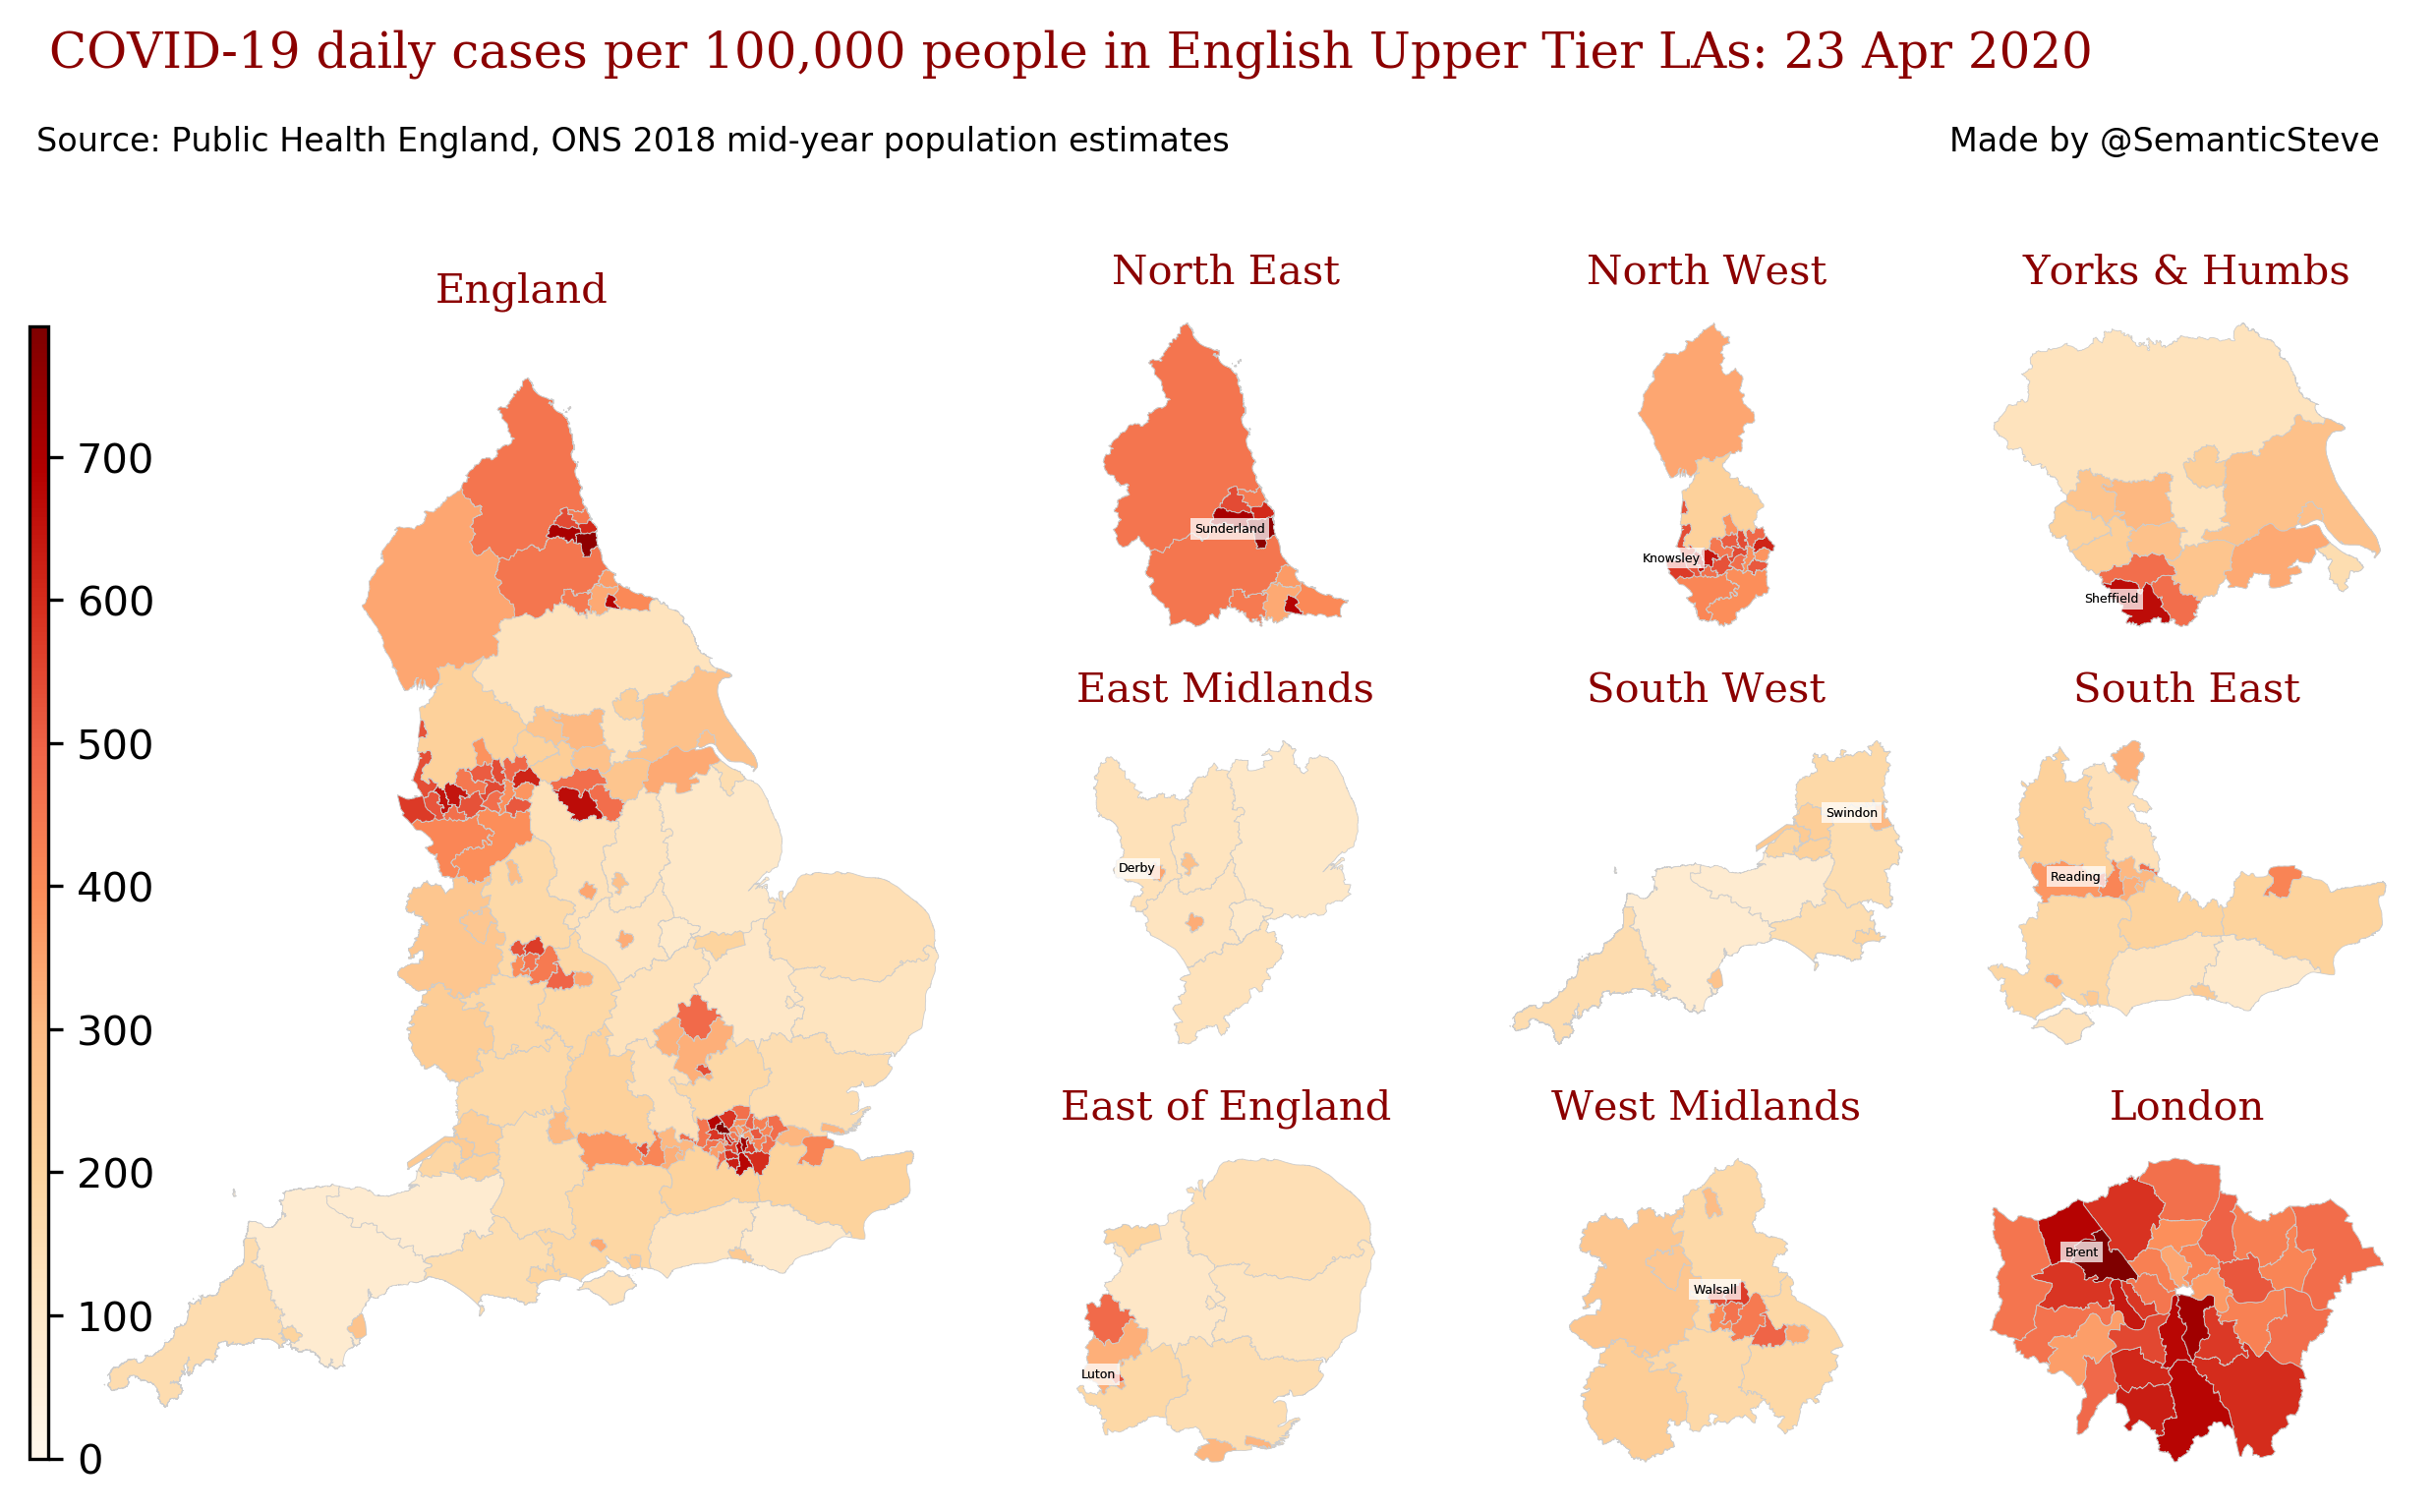 COVID-19 daily cases per 100,000 people in English Upper Tier LAs: 23 Apr 2020
Source: Public Health England, ONS 2018 mid-year population estimates
Made by @SemanticSteve
England
North East
North West
Yorks & Humbs
700
600
500
400
300
200
100
0
Sunderland
Knowsley
Sheffield
East Midlands
South West
South East
Derby
Swindon
Reading
East of England
West Midlands
London
Luton
Walsall
Brent